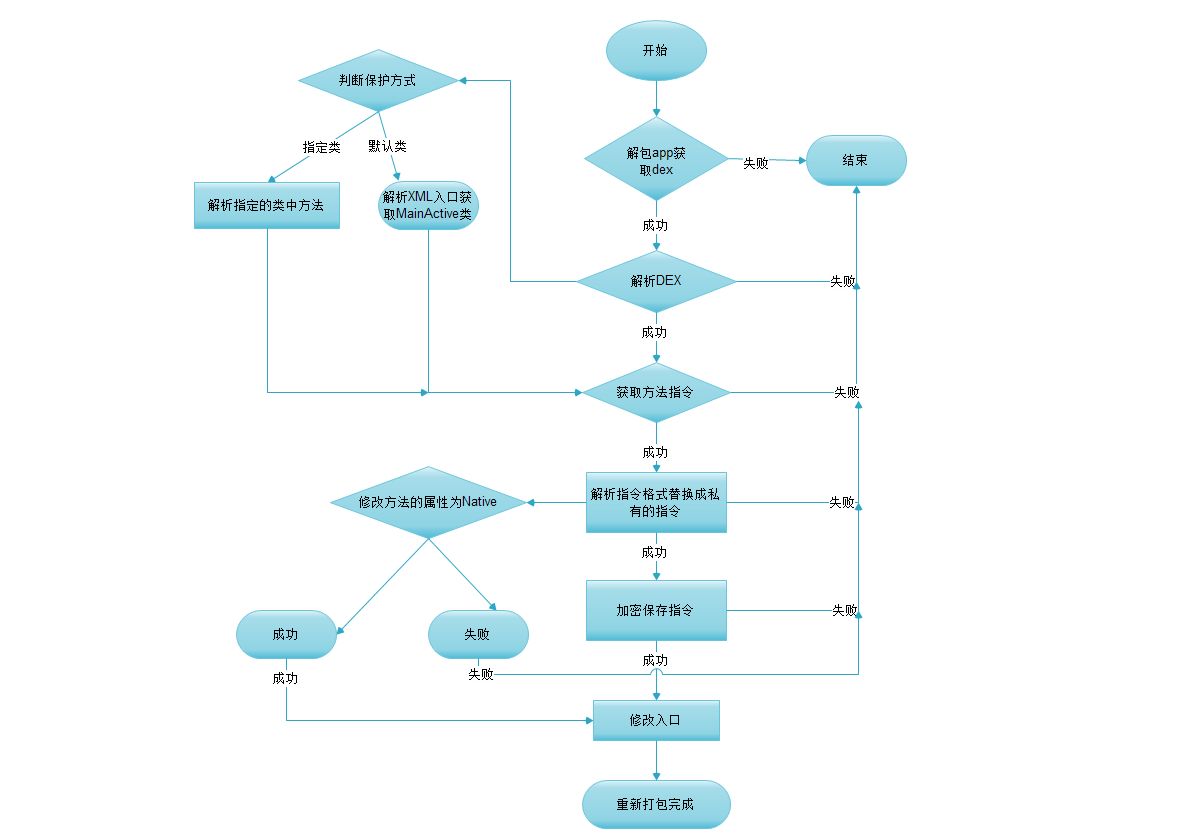 开始
判断保护方式
指定类
默认类
解包app获
取dex
失败
结束
解析指定的类中方法
解析XML入口获
取MainActive类
成功
解析DEX
失败
成功
获取方法指令
失败
成功
修改方法的属性为Native
解析指令格式替换成私
有的指令
失败
成功
加密保存指令
失败
成功
失败
成功
失败
成功
修改入口
重新打包完成